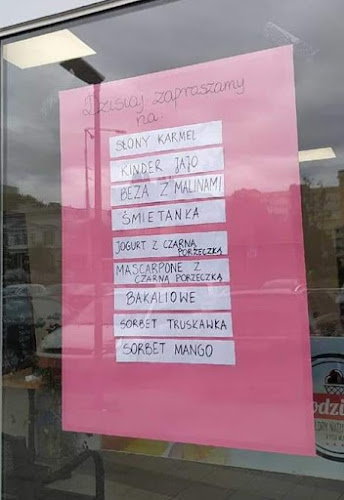 Dzisiaj zapraszamy
na:
SŁONY KARMEL
KINDER JAJO
BEZA Z MALINAMI
ŚMIETANKA
JOGURT Z CZARNĄ
PORZECZKĄ
MASCARPONE Z
CZARNĄ PORZECZKĄ
BAKALIOWE
SORBET TRUSKAWKA
SORBET MANGO